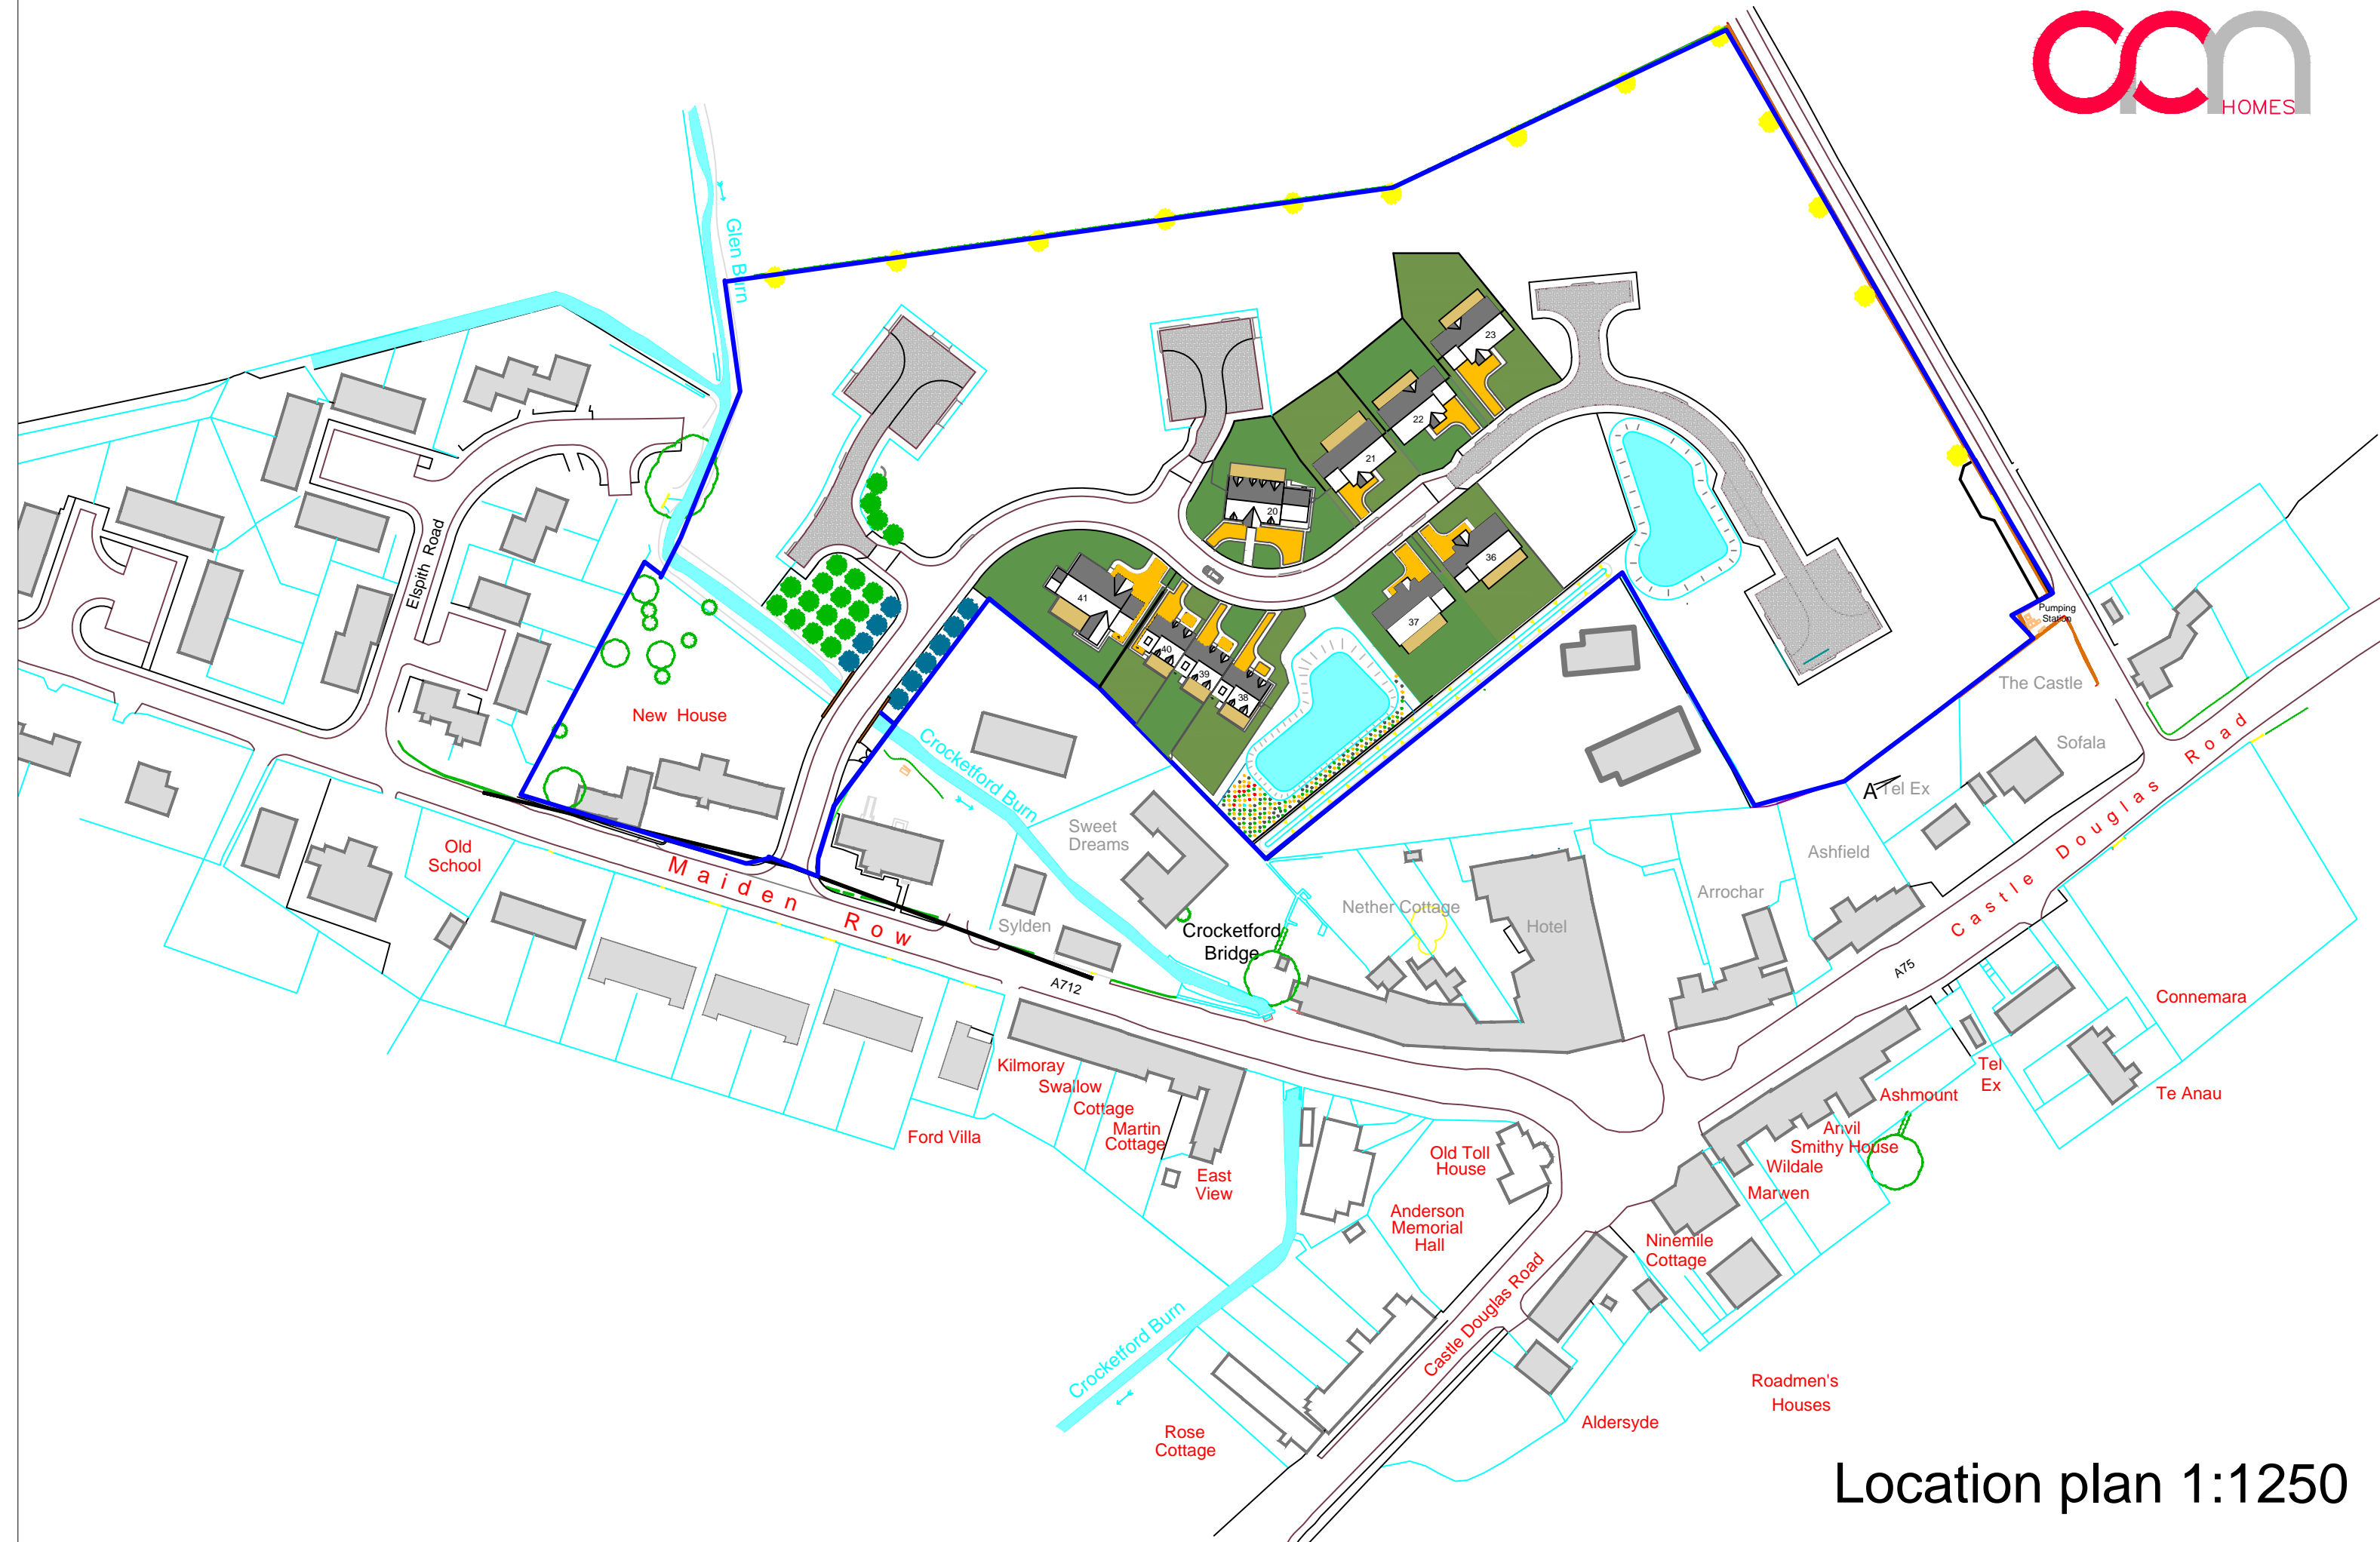 HOMES
Glen Burn
23
22
21
20
36
37
41
40
39
38
Elspith Road
Pumping
Station
New House
The Castle
Sofala
A
Tel Ex
Castle Douglas Road
Crocketford Burn
Sweet
Dreams
Old
School
Maiden Row
Ashfield
Arrochar
Nether Cottage
Hotel
Sylden
Crocketford
Bridge
A712
A75
Connemara
Kilmoray
Swallow
Cottage
Martin
Cottage
Ford Villa
East
View
Tel
Ex
Te Anau
Ashmount
Anvil
Smithy House
Wildale
Marwen
Old Toll
House
Anderson
Memorial
Hall
Ninemile
Cottage
Castle Douglas Road
Crocketford Burn
Roadmen's
Houses
Aldersyde
Rose
Cottage
Location plan 1:1250